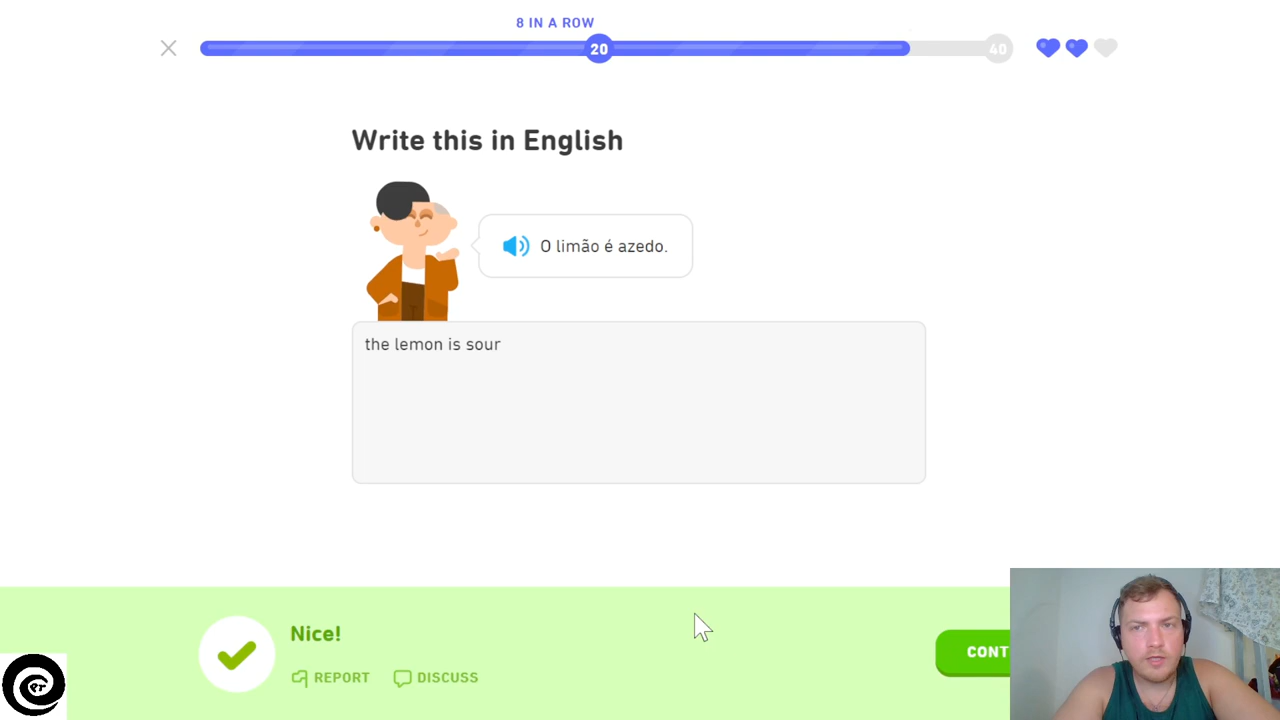 8 IN A ROW
20
40
Write this in English
O limão é azedo.
the lemon is sour
Nice!
REPORT
DISCUSS
CONT